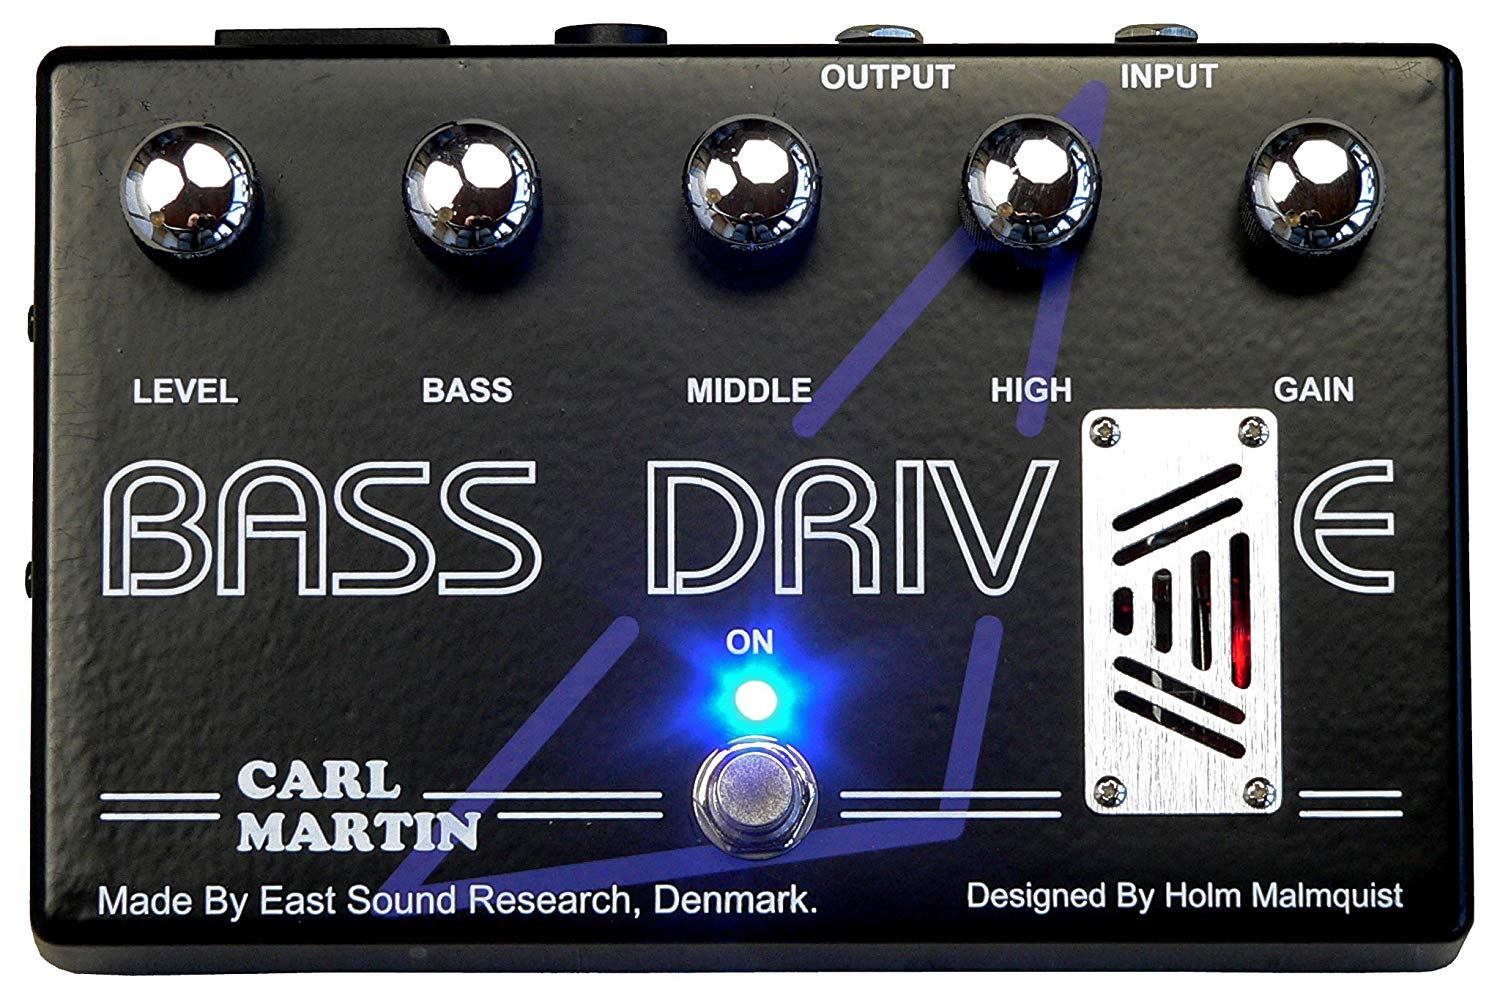 OUTPUT INPUT
LEVEL BASS MIDDLE HIGH GAIN
BASS DRIVE
ON
CARL
MARTIN
Made By East Sound Research, Denmark.
Designed By Holm Malmquist